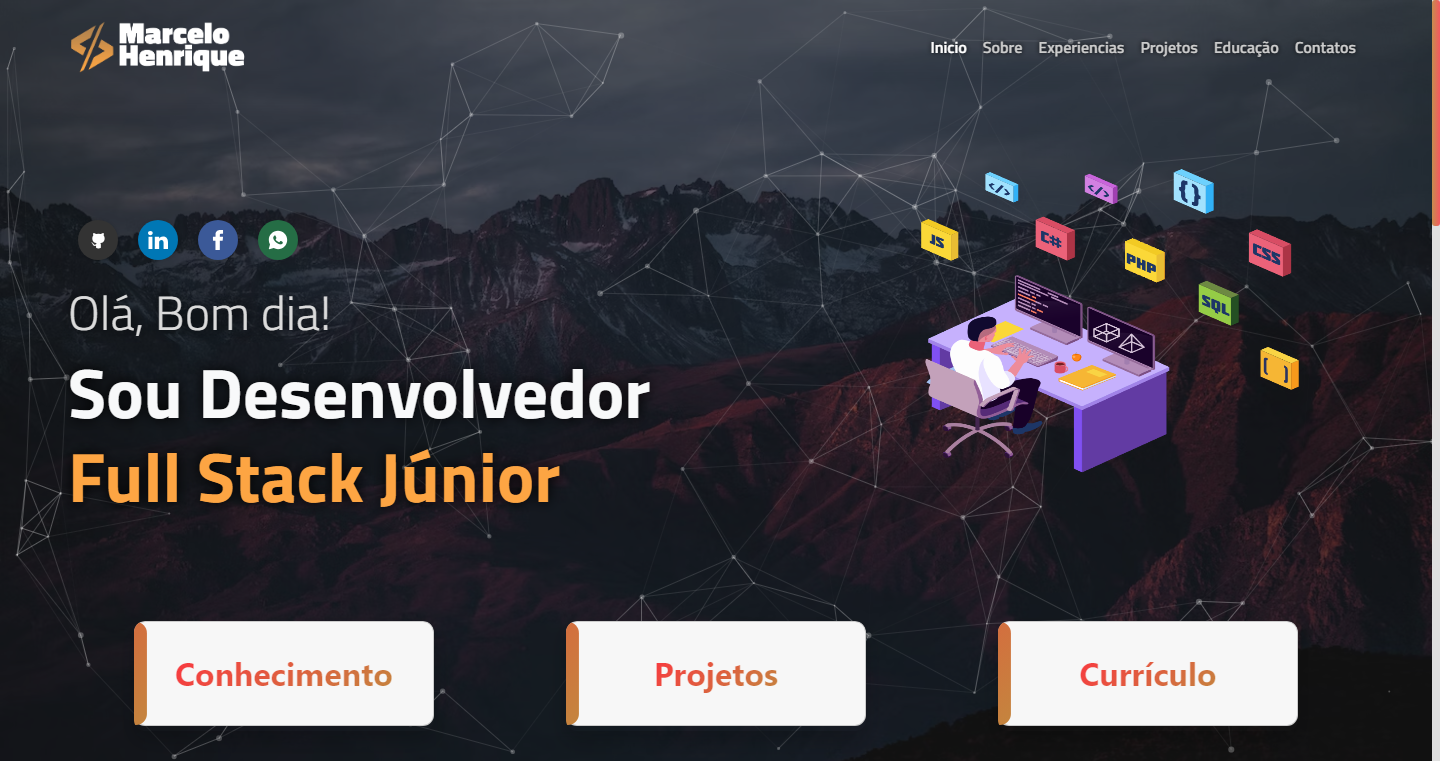 Marcelo
Henrique
Inicio Sobre Experiencias Projetos Educação Contatos
</>
</>
{}
JS
C#
PHP
CSS
SQL
[ ]
Olá, Bom dia!
Sou Desenvolvedor
Full Stack Júnior
Conhecimento Projetos Currículo